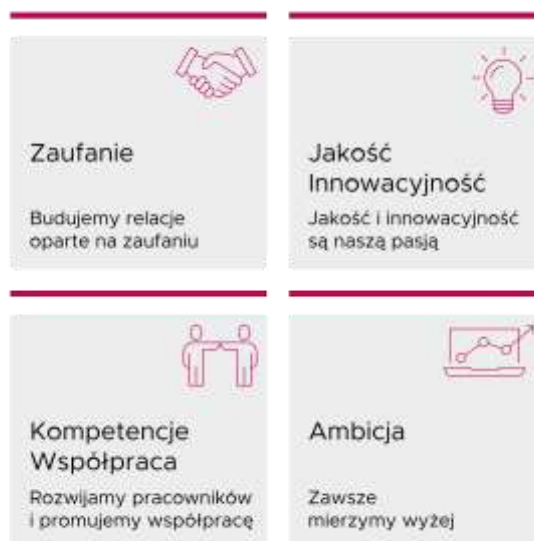 Zaufanie
Budujemy relacje
oparte na zaufaniu
Jakość
Innowacyjność
Jakość i innowacyjność
są naszą pasją
Kompetencje
Współpraca
Rozwijamy pracowników
i promujemy współpracę
Ambicja
Zawsze
mierzymy wyżej